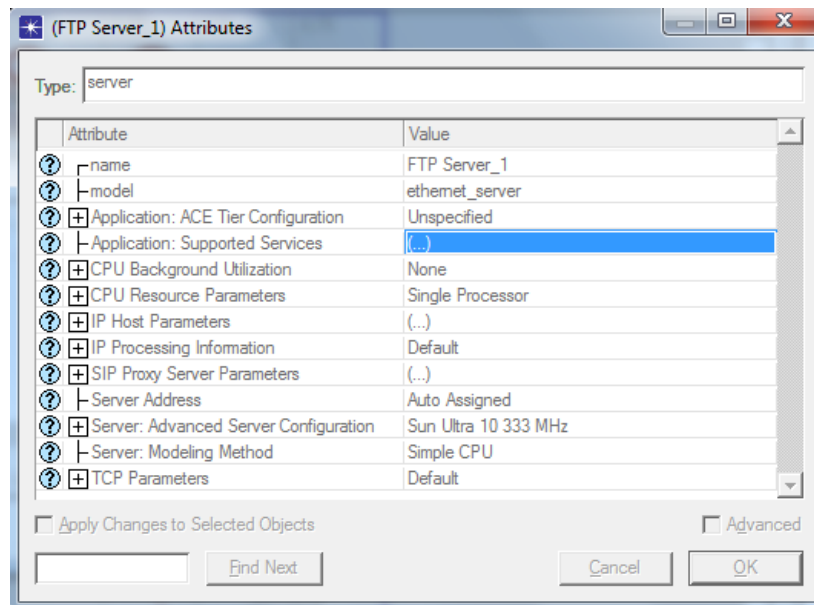 (FTP Server_1) Attributes
Type: server
Attribute Value
name FTP Server_1
model ethernet_server
Application: ACE Tier Configuration Unspecified
Application: Supported Services (...)
CPU Background Utilization None
CPU Resource Parameters Single Processor
IP Host Parameters (...)
IP Processing Information Default
SIP Proxy Server Parameters (...)
Server Address Auto Assigned
Server: Advanced Server Configuration Sun Ultra 10 333 MHz
Server: Modeling Method Simple CPU
TCP Parameters Default
Apply Changes to Selected Objects Advanced
Find Next Cancel OK